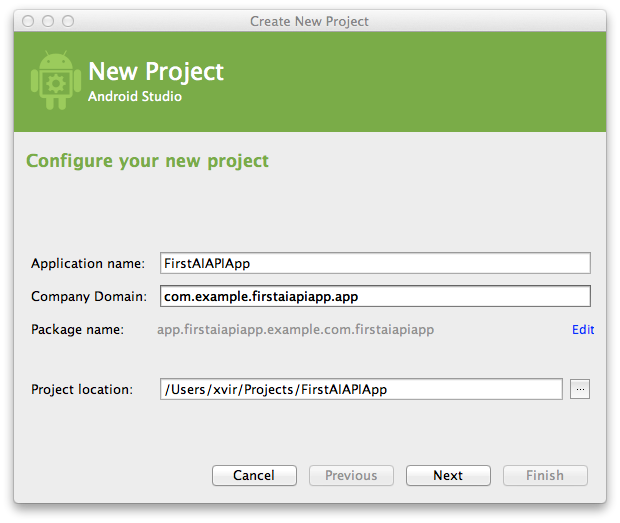 Create New Project
New Project
Android Studio
Configure your new project
Application name: FirstAIAPIApp
Company Domain: com.example.firstaiapiapp.app
Package name: app.firstaiapiapp.example.com.firstaiapiapp Edit
Project location: /Users/xvir/Projects/FirstAIAPIApp ...
Cancel Previous Next Finish